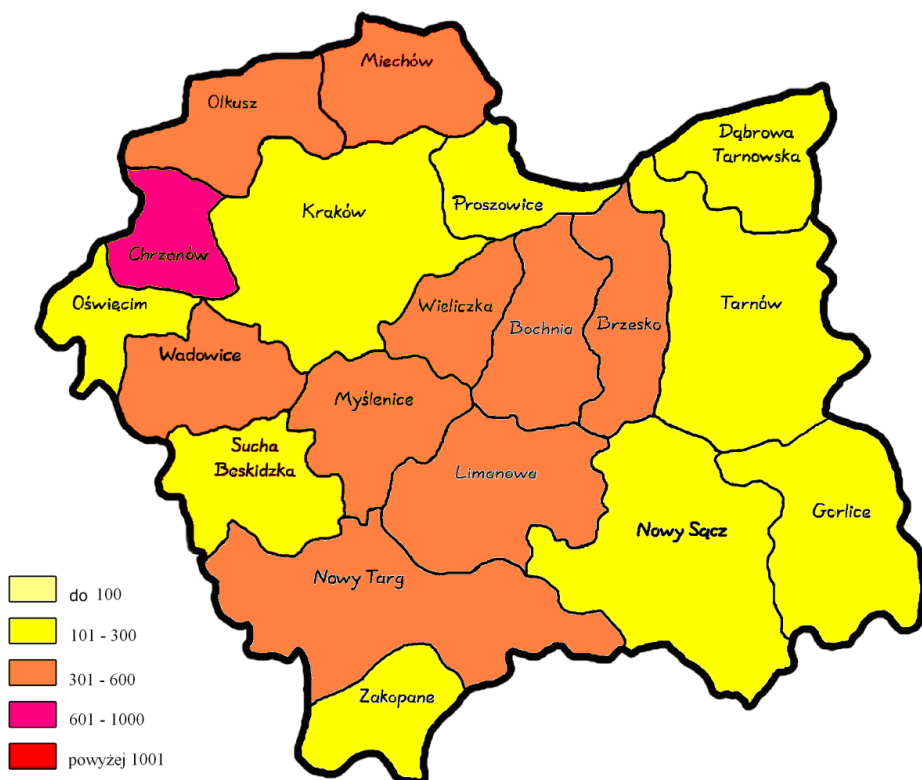 Miechów
Olkusz
Dąbrowa
Tarnowska
Proszowice
Kraków
Chrzanów
Oświęcim
Tarnów
Wieliczka
Bochnia
Brzesko
Wadowice
Myślenice
Sucha
Beskidzka
Limanowa
Gorlice
Nowy Sącz
Nowy Targ
Zakopane
do 100
101 - 300
301 - 600
601 - 1000
powyżej 1001